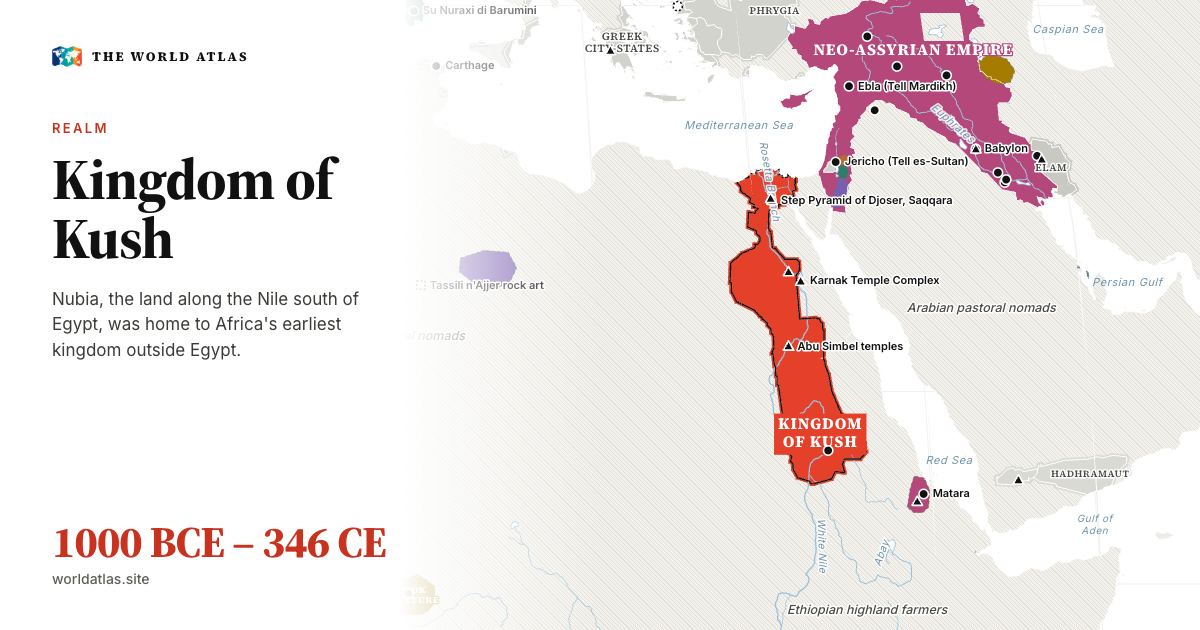 THE WORLD ATLAS
REALM
Kingdom of
Kush
Nubia, the land along the Nile south of
Egypt, was home to Africa's earliest
kingdom outside Egypt.
1000 BCE – 346 CE
worldatlas.site
Su Nuraxi di Barumini
PHRYGIA
GREEK
CITY-STATES
Carthage
NEO-ASSYRIAN EMPIRE
Caspian Sea
Ebla (Tell Mardikh)
Mediterranean Sea
Euphrates
Babylon
ELAM
Jericho (Tell es-Sultan)
Rosetta Branch
Step Pyramid of Djoser, Saqqara
Tassili n'Ajjer rock art
Karnak Temple Complex
Persian Gulf
Arabian pastoral nomads
nomads
Abu Simbel temples
KINGDOM
OF KUSH
Red Sea
HADHRAMAUT
Matara
Gulf of
Aden
White Nile
Abay
Ethiopian highland farmers